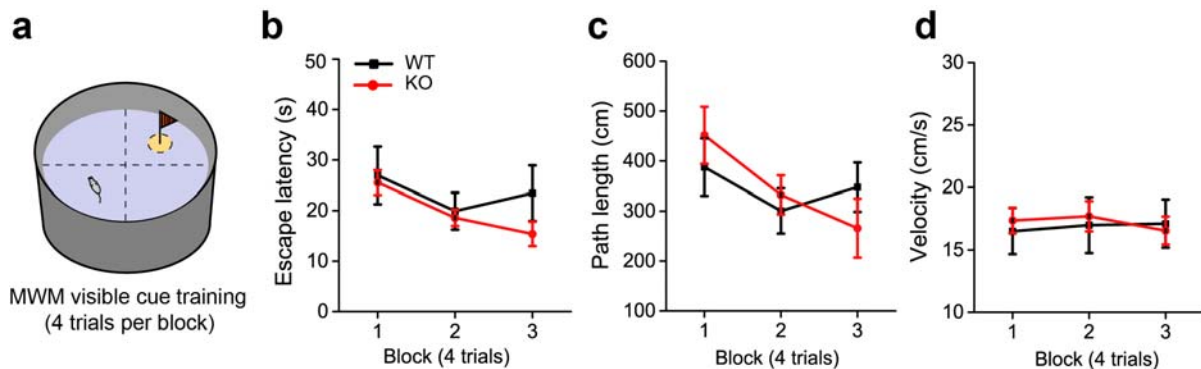 a
MWM visible cue training
(4 trials per block)
b
Escape latency (s)
50
40
30
20
10
0
WT
KO
1 2 3
Block (4 trials)
c
Path length (cm)
600
500
400
300
200
100
1 2 3
Block (4 trials)
d
Velocity (cm/s)
30
25
20
15
10
1 2 3
Block (4 trials)